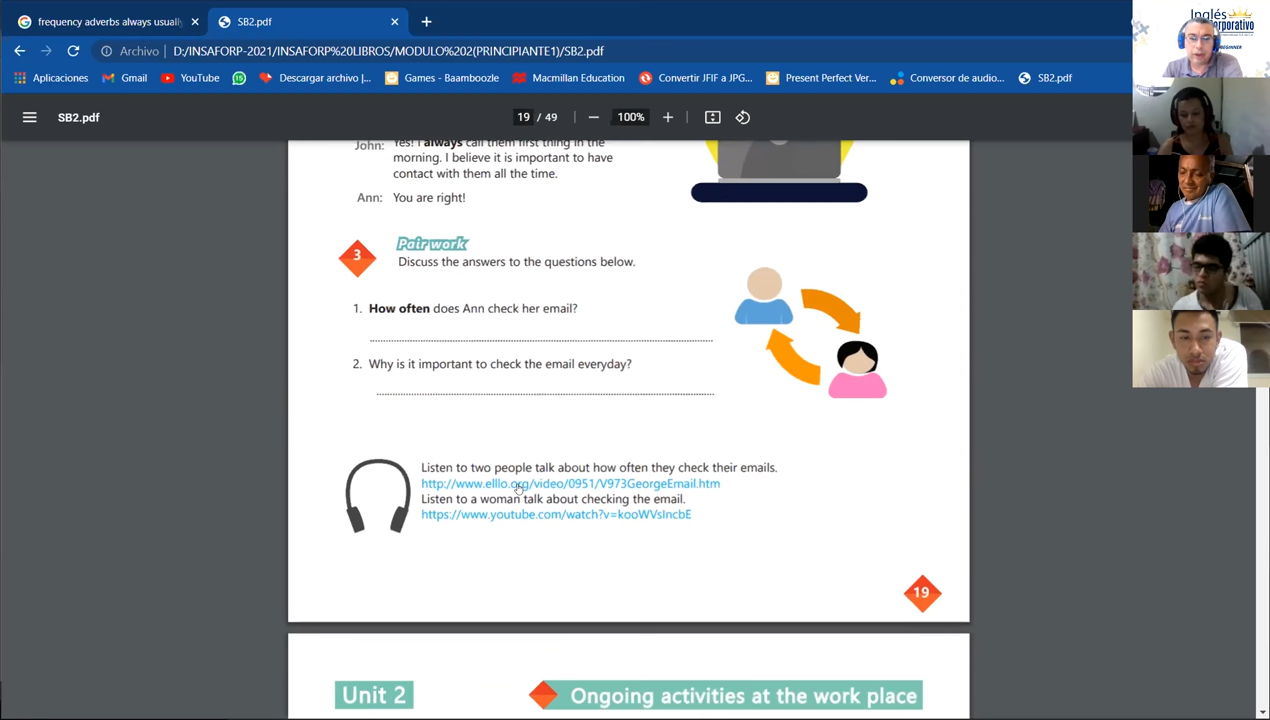 frequency adverbs always usually
SB2.pdf
Archivo
D:/INSAFORP-2021/INSAFORP%20LIBROS/MODULO%202(PRINCIPIANTE1)/SB2.pdf
Aplicaciones
Gmail
YouTube
Descargar archivo |...
Games - Baamboozle
Macmillan Education
Convertir JFIF a JPG...
Present Perfect Ver...
Conversor de audio...
SB2.pdf
SB2.pdf
19 / 49
100%
Inglés
BEGINNER
John: Yes! I always call them first thing in the
morning. I believe it is important to have
contact with them all the time.
Ann: You are right!
3
Pair work
Discuss the answers to the questions below.
1. How often does Ann check her email?
2. Why is it important to check the email everyday?
Listen to two people talk about how often they check their emails.
http://www.elllo.org/video/0951/V973GeorgeEmail.htm
Listen to a woman talk about checking the email.
https://www.youtube.com/watch?v=kooWVsIncbE
19
Unit 2
Ongoing activities at the work place